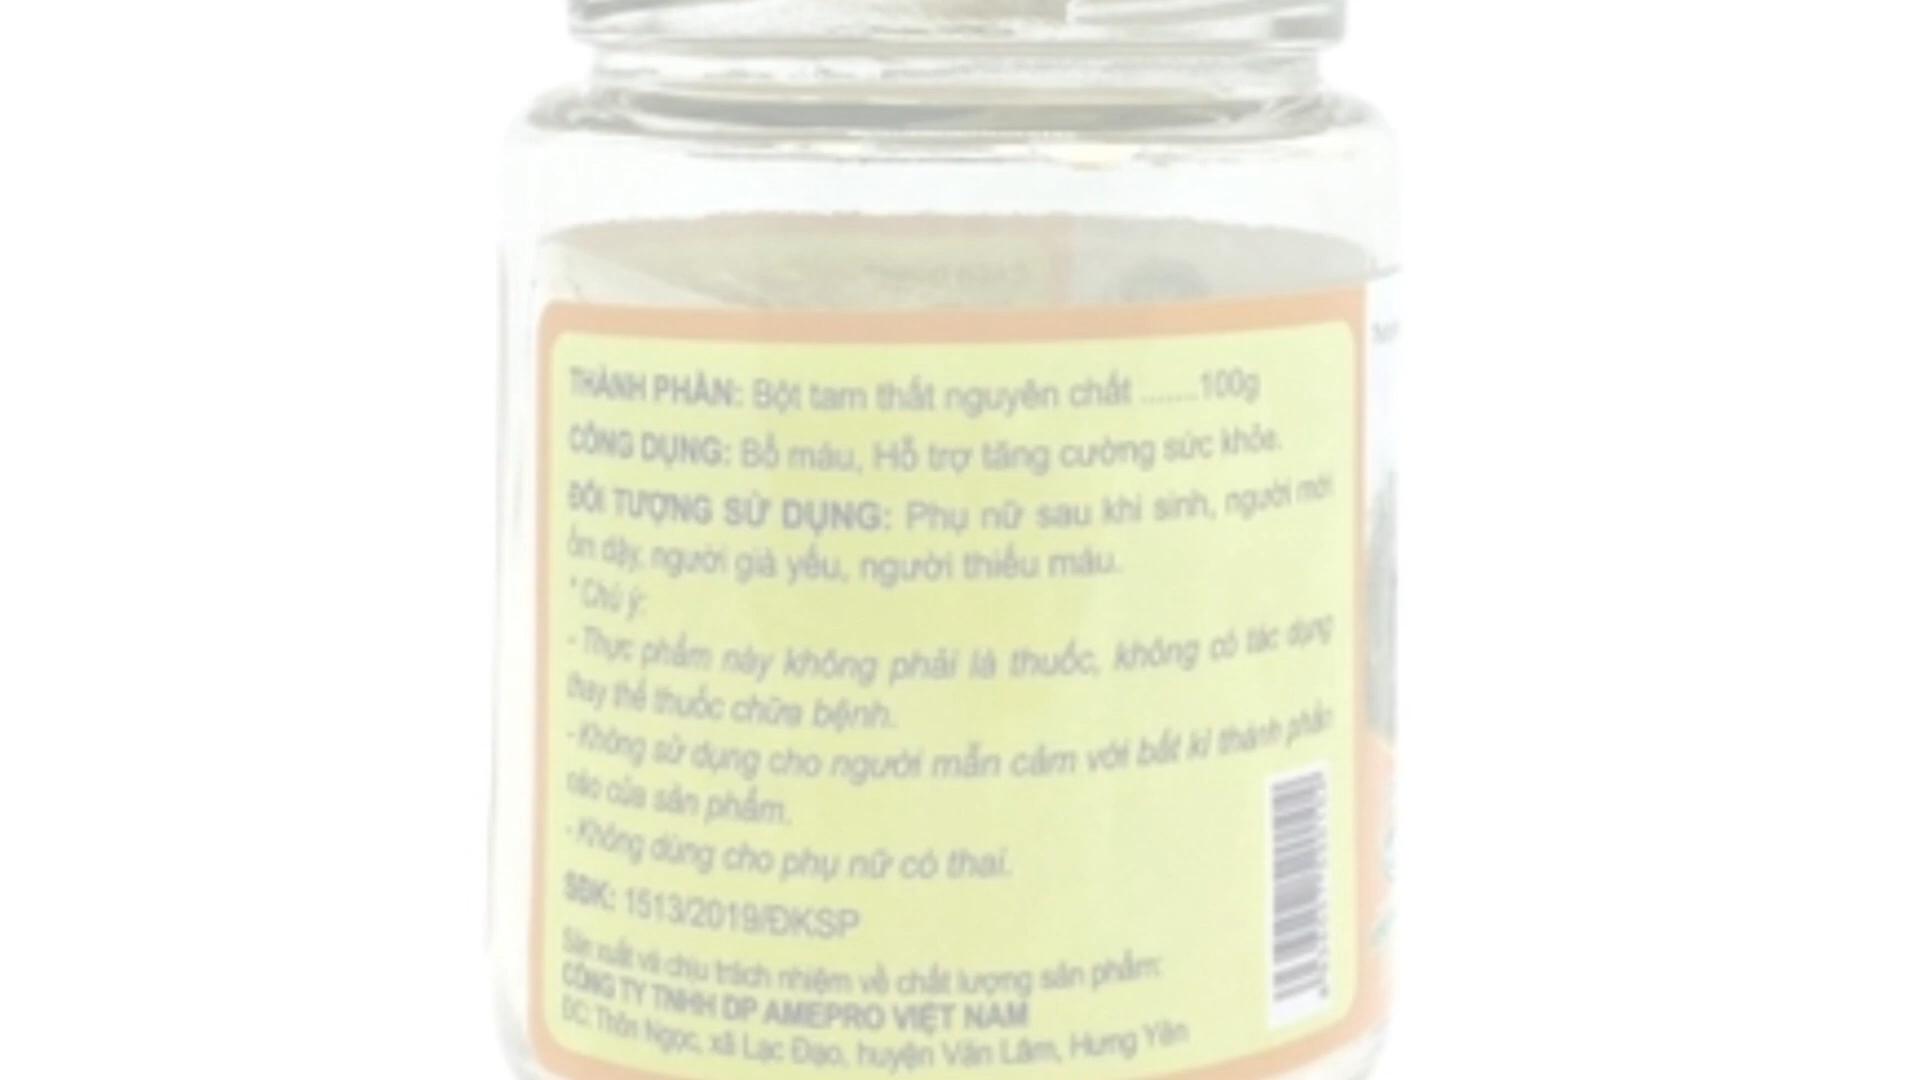 THÀNH PHẦN: Bột tam thất nguyên chất .......100g
CÔNG DỤNG: Bổ máu, Hỗ trợ tăng cường sức khỏe.
ĐỐI TƯỢNG SỬ DỤNG: Phụ nữ sau khi sinh, người mới
ốm dậy, người già yếu, người thiếu máu.
* Chú ý:
- Thực phẩm này không phải là thuốc, không có tác dụng
thay thế thuốc chữa bệnh.
- Không sử dụng cho người mẫn cảm với bất kì thành phần
nào của sản phẩm.
- Không dùng cho phụ nữ có thai.
SĐK: 1513/2019/ĐKSP
Sản xuất và chịu trách nhiệm về chất lượng sản phẩm:
CÔNG TY TNHH DP AMEPRO VIỆT NAM
ĐC: Thôn Ngọc, xã Lạc Đạo, huyện Văn Lâm, Hưng Yên